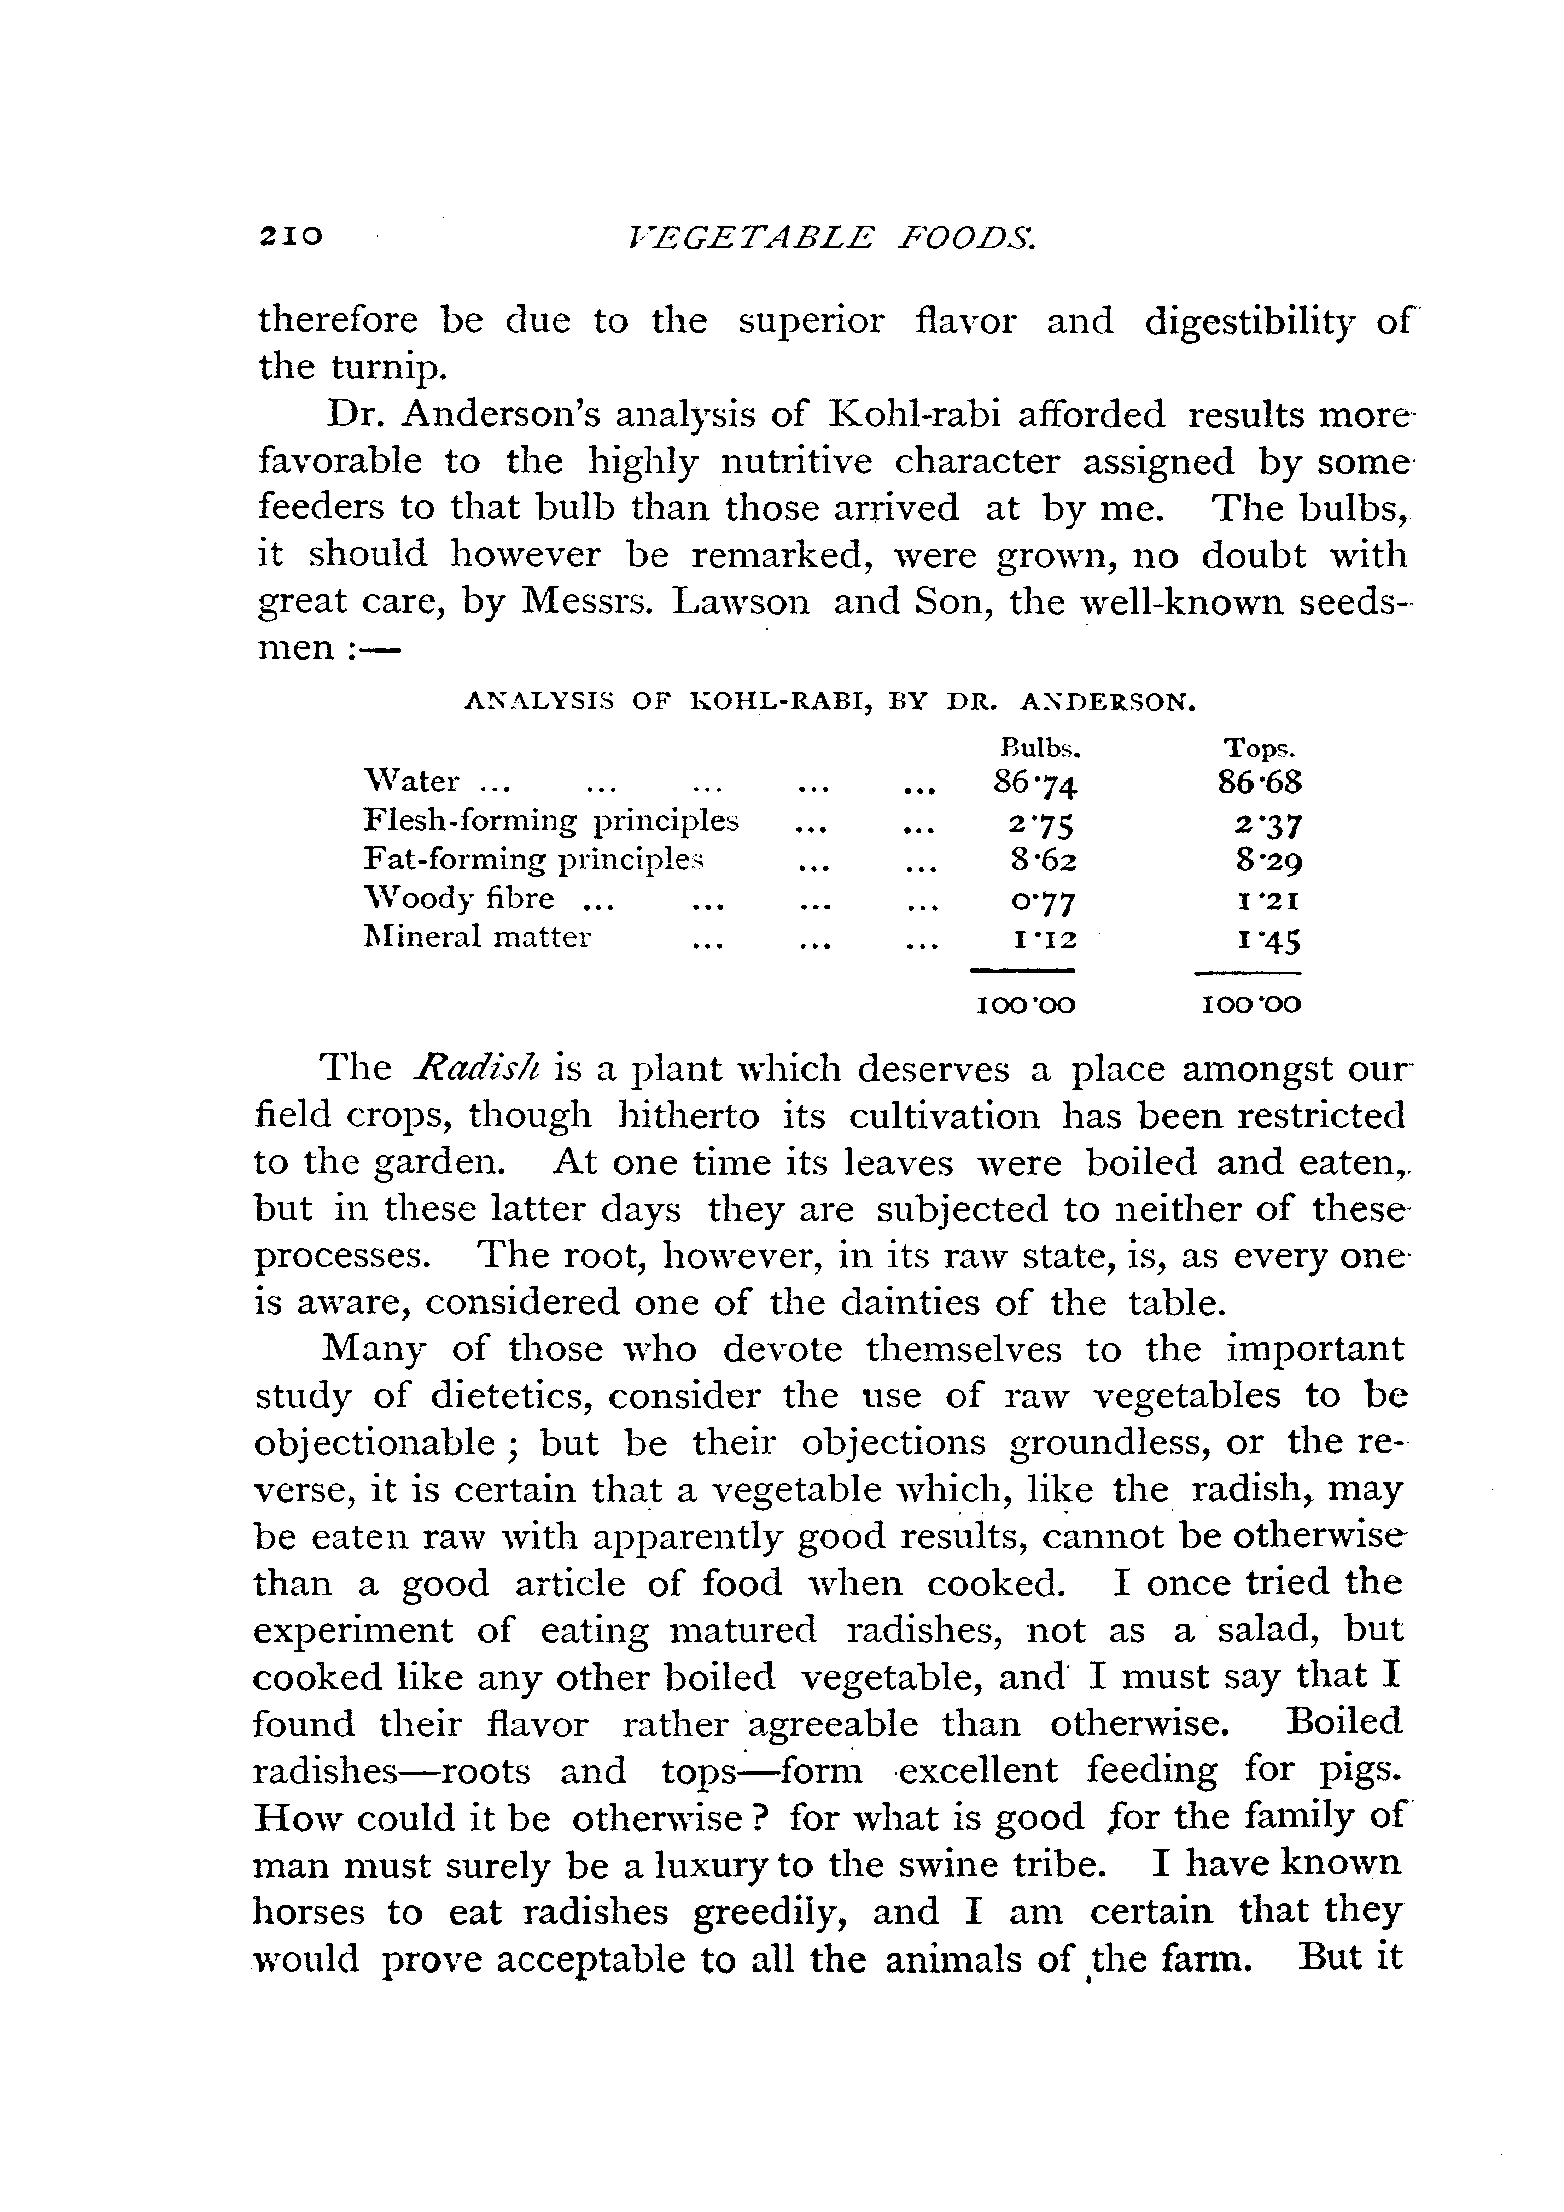 210 VEGETABLE FOODS.
therefore be due to the superior flavor and digestibility of
the turnip.
Dr. Anderson's analysis of Kohl-rabi afforded results more
favorable to the highly nutritive character assigned by some
feeders to that bulb than those arrived at by me. The bulbs,
it should however be remarked, were grown, no doubt with
great care, by Messrs. Lawson and Son, the well-known seeds-
men :—
ANALYSIS OF KOHL-RABI, BY DR. ANDERSON.
Bulbs. Tops.
Water ... ... ... ... ... 86·74 86·68
Flesh-forming principles ... ... 2·75 2·37
Fat-forming principles ... ... 8·62 8·29
Woody fibre ... ... ... ... 0·77 1·21
Mineral matter ... ... ... 1·12 1·45
100·00 100·00
The Radish is a plant which deserves a place amongst our
field crops, though hitherto its cultivation has been restricted
to the garden. At one time its leaves were boiled and eaten,
but in these latter days they are subjected to neither of these
processes. The root, however, in its raw state, is, as every one
is aware, considered one of the dainties of the table.
Many of those who devote themselves to the important
study of dietetics, consider the use of raw vegetables to be
objectionable ; but be their objections groundless, or the re-
verse, it is certain that a vegetable which, like the radish, may
be eaten raw with apparently good results, cannot be otherwise
than a good article of food when cooked. I once tried the
experiment of eating matured radishes, not as a salad, but
cooked like any other boiled vegetable, and I must say that I
found their flavor rather agreeable than otherwise. Boiled
radishes—roots and tops—form excellent feeding for pigs.
How could it be otherwise ? for what is good for the family of
man must surely be a luxury to the swine tribe. I have known
horses to eat radishes greedily, and I am certain that they
would prove acceptable to all the animals of the farm. But it